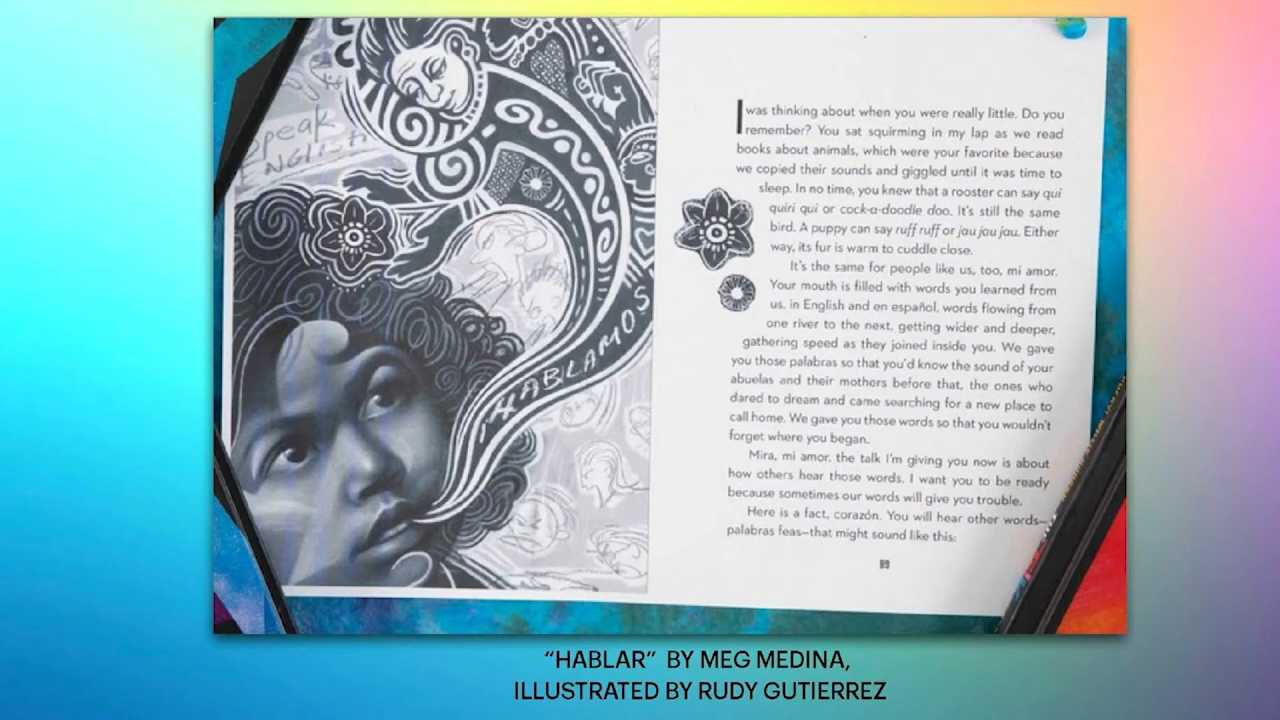 Speak
ENGLISH
HABLAMOS
I was thinking about when you were really little. Do you
remember? You sat squirming in my lap as we read
books about animals, which were your favorite because
we copied their sounds and giggled until it was time to
sleep. In no time, you knew that a rooster can say qui
quiri qui or cock-a-doodle doo. It's still the same
bird. A puppy can say ruff ruff or jau jau jau. Either
way, its fur is warm to cuddle close.
It's the same for people like us, too, mi amor.
Your mouth is filled with words you learned from
us, in English and en español, words flowing from
one river to the next, getting wider and deeper,
gathering speed as they joined inside you. We gave
you those palabras so that you'd know the sound of your
abuelas and their mothers before that, the ones who
dared to dream and came searching for a new place to
call home. We gave you those words so that you wouldn't
forget where you began.
Mira, mi amor, the talk I'm giving you now is about
how others hear those words. I want you to be ready
because sometimes our words will give you trouble.
Here is a fact, corazón. You will hear other words—
palabras feas—that might sound like this:
89
“HABLAR” BY MEG MEDINA,
ILLUSTRATED BY RUDY GUTIERREZ